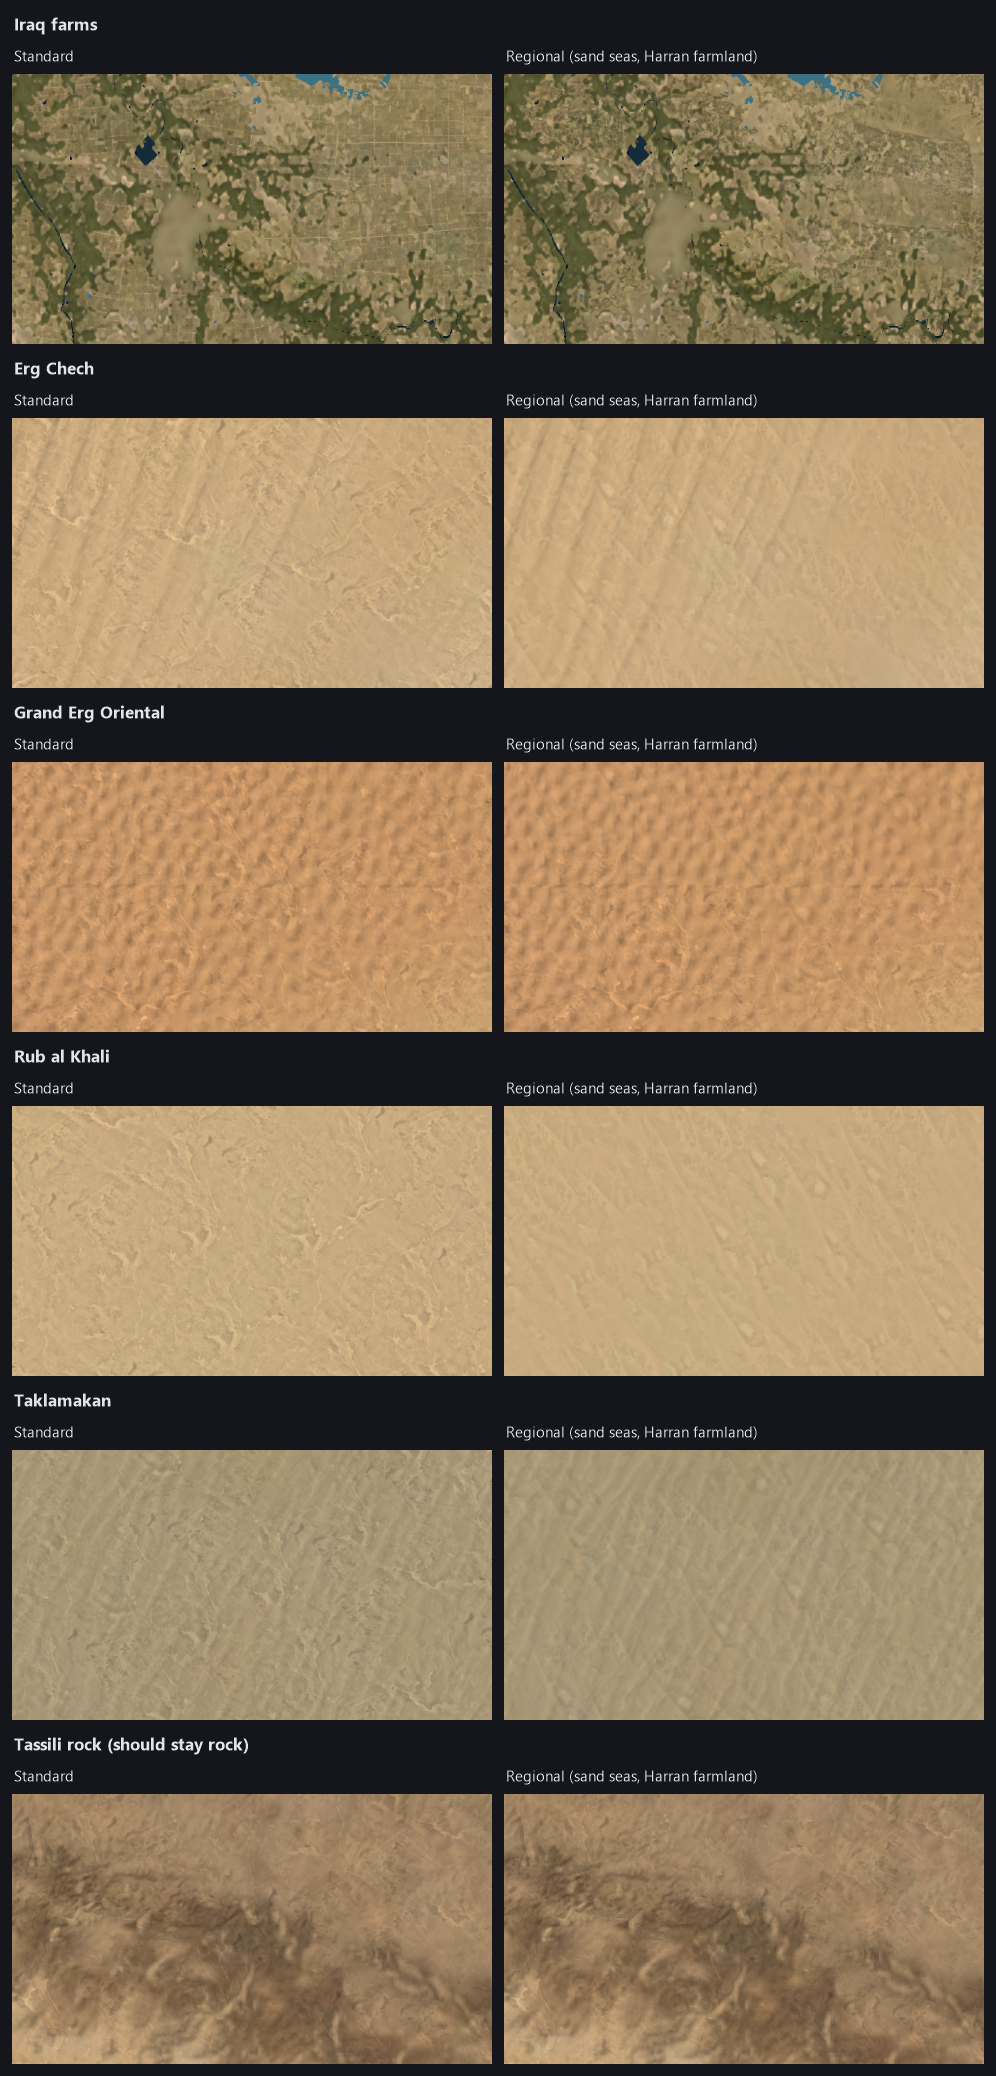 Iraq farms
Standard
Regional (sand seas, Harran farmland)
Erg Chech
Standard
Regional (sand seas, Harran farmland)
Grand Erg Oriental
Standard
Regional (sand seas, Harran farmland)
Rub al Khali
Standard
Regional (sand seas, Harran farmland)
Taklamakan
Standard
Regional (sand seas, Harran farmland)
Tassili rock (should stay rock)
Standard
Regional (sand seas, Harran farmland)